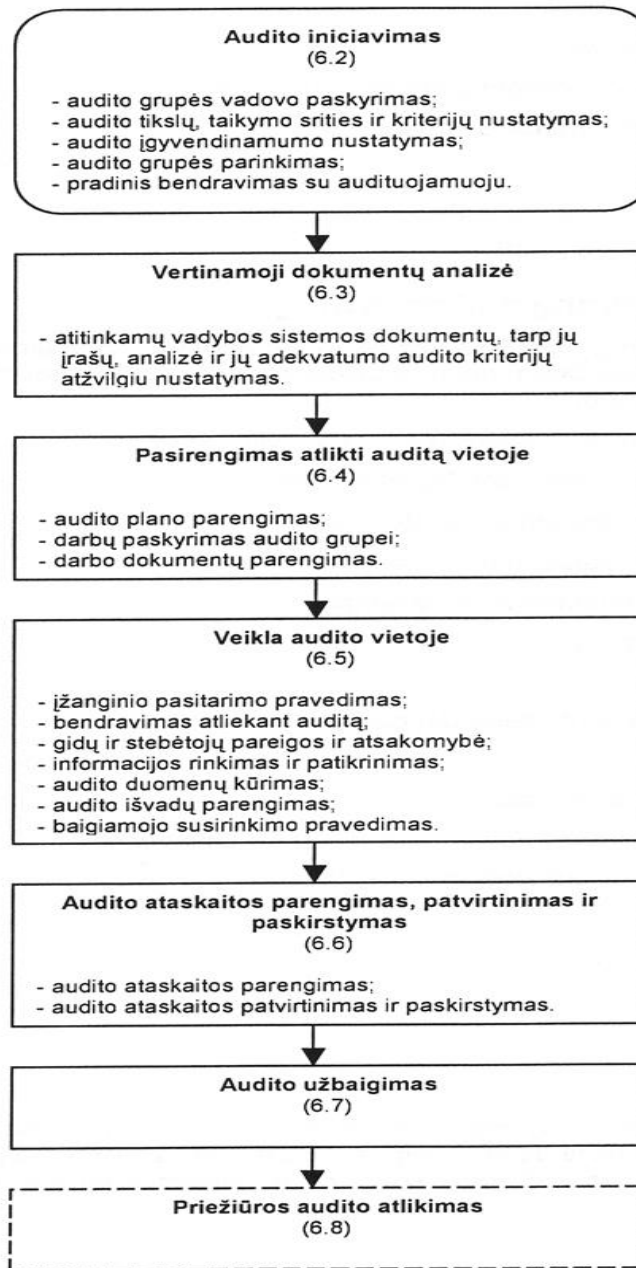 Audito iniciavimas
(6.2)
- audito grupės vadovo paskyrimas;
- audito tikslų, taikymo srities ir kriterijų nustatymas;
- audito įgyvendinamumo nustatymas;
- audito grupės parinkimas;
- pradinis bendravimas su audituojamuoju.
Vertinamoji dokumentų analizė
(6.3)
- atitinkamų vadybos sistemos dokumentų, tarp jų
įrašų, analizė ir jų adekvatumo audito kriterijų
atžvilgiu nustatymas.
Pasirengimas atlikti auditą vietoje
(6.4)
- audito plano parengimas;
- darbų paskyrimas audito grupei;
- darbo dokumentų parengimas.
Veikla audito vietoje
(6.5)
- įžanginio pasitarimo pravedimas;
- bendravimas atliekant auditą;
- gidų ir stebėtojų pareigos ir atsakomybė;
- informacijos rinkimas ir patikrinimas;
- audito duomenų kūrimas;
- audito išvadų parengimas;
- baigiamojo susirinkimo pravedimas.
Audito ataskaitos parengimas, patvirtinimas ir
paskirstymas
(6.6)
- audito ataskaitos parengimas;
- audito ataskaitos patvirtinimas ir paskirstymas.
Audito užbaigimas
(6.7)
Priežiūros audito atlikimas
(6.8)